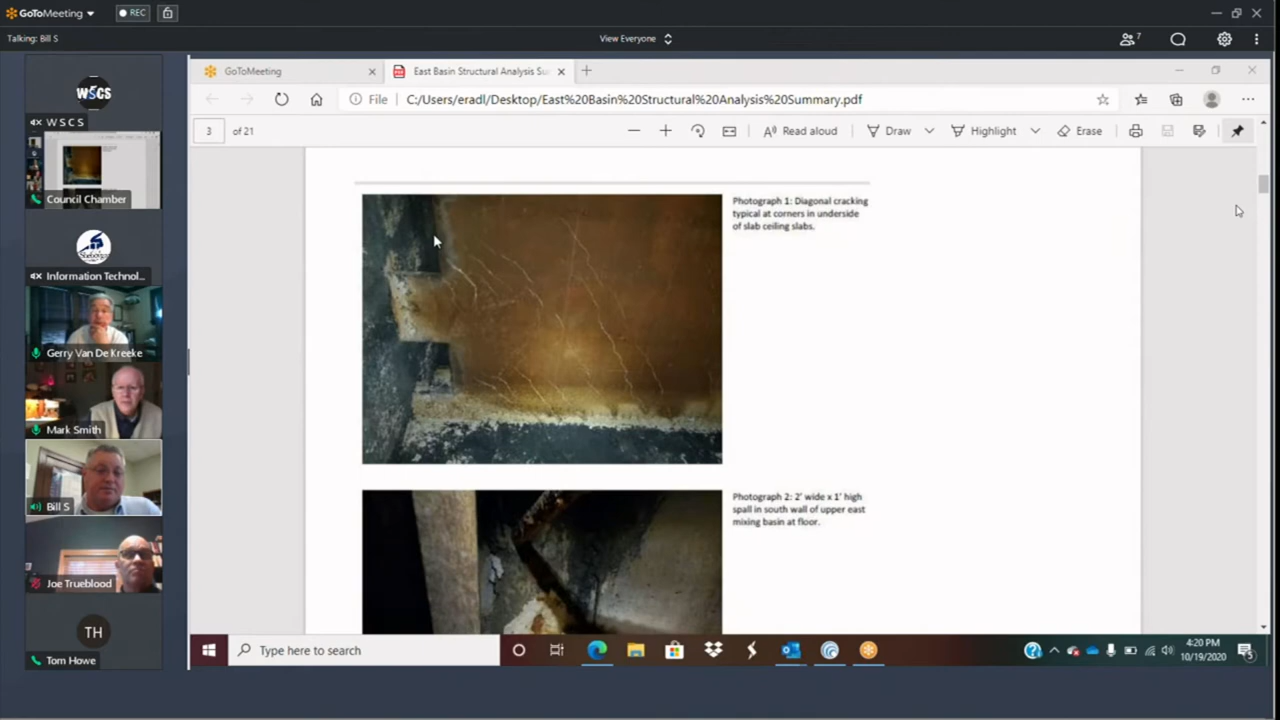 GoToMeeting
REC
Talking: Bill S
View Everyone
7
WSCS
W S C S
Council Chamber
Information Technol...
Gerry Van De Kreeke
Mark Smith
Bill S
Joe Trueblood
TH
Tom Howe
GoToMeeting
East Basin Structural Analysis Su
File
C:/Users/eradl/Desktop/East%20Basin%20Structural%20Analysis%20Summary.pdf
3 of 21
Read aloud
Draw
Highlight
Erase
Photograph 1: Diagonal cracking
typical at corners in underside
of slab ceiling slabs.
Photograph 2: 2' wide x 1' high
spall in south wall of upper east
mixing basin at floor.
Type here to search
4:20 PM
10/19/2020
5